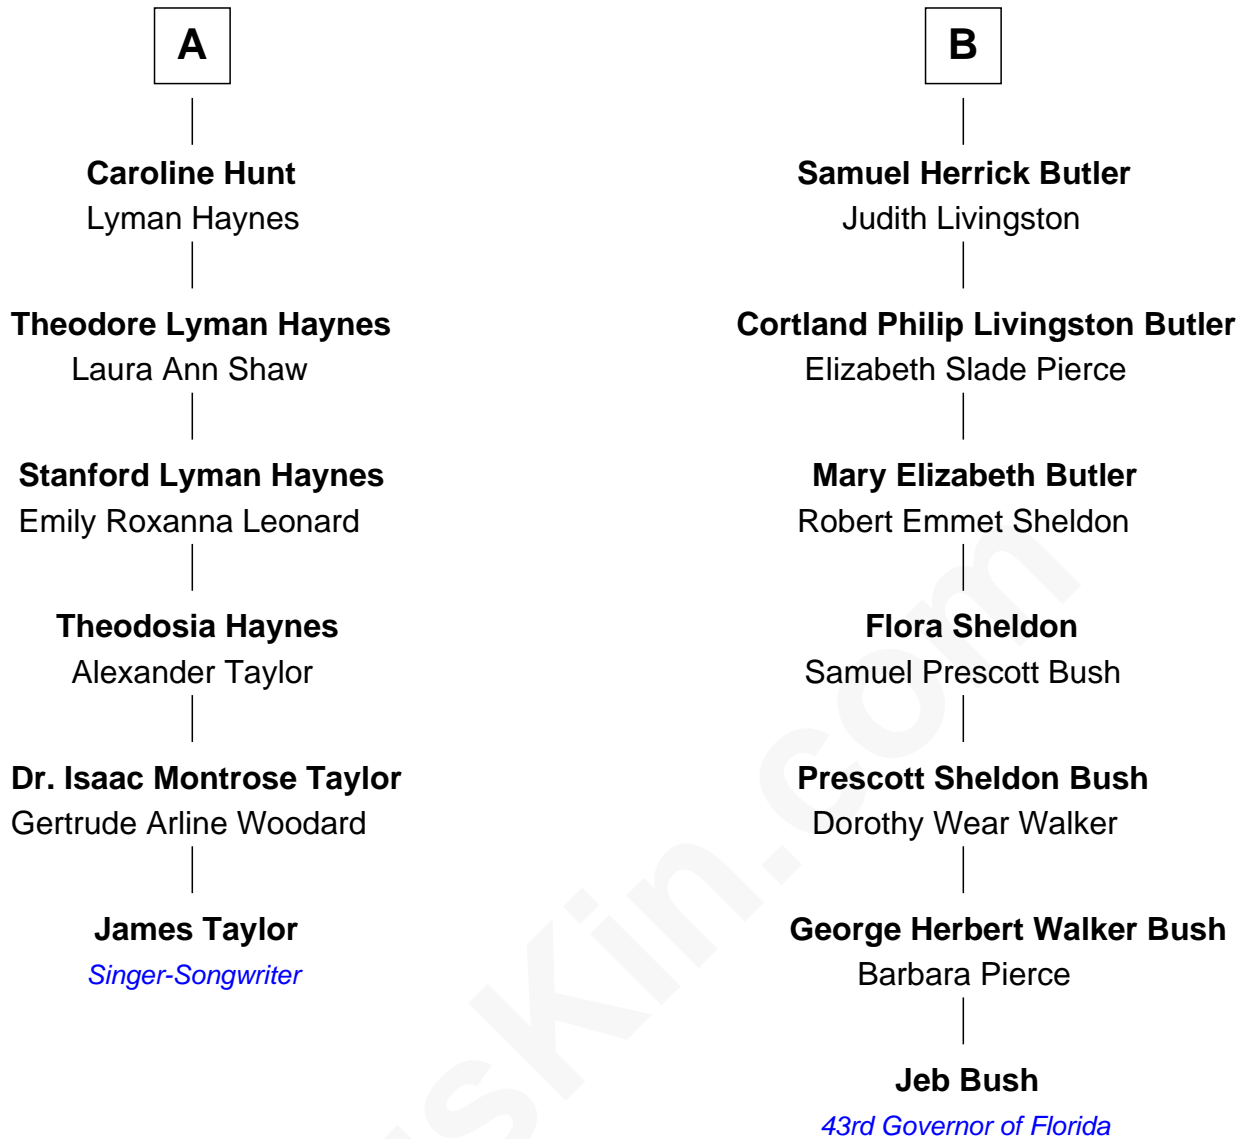 A
Caroline Hunt
Lyman Haynes
Theodore Lyman Haynes
Laura Ann Shaw
Stanford Lyman Haynes
Emily Roxanna Leonard
Theodosia Haynes
Alexander Taylor
Dr. Isaac Montrose Taylor
Gertrude Arline Woodard
James Taylor
Singer-Songwriter
B
Samuel Herrick Butler
Judith Livingston
Cortland Philip Livingston Butler
Elizabeth Slade Pierce
Mary Elizabeth Butler
Robert Emmet Sheldon
Flora Sheldon
Samuel Prescott Bush
Prescott Sheldon Bush
Dorothy Wear Walker
George Herbert Walker Bush
Barbara Pierce
Jeb Bush
43rd Governor of Florida